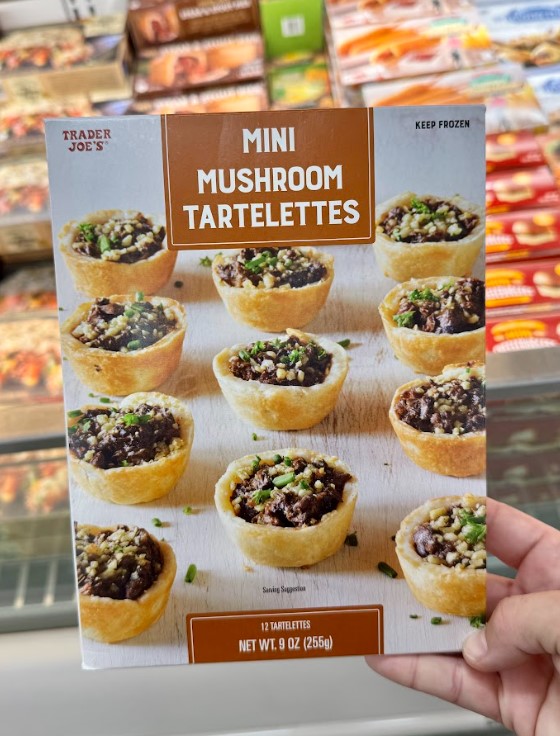 TRADER
JOE'S®
MINI
MUSHROOM
TARTELETTES
KEEP FROZEN
Serving Suggestion
12 TARTELETTES
NET WT. 9 OZ (255g)